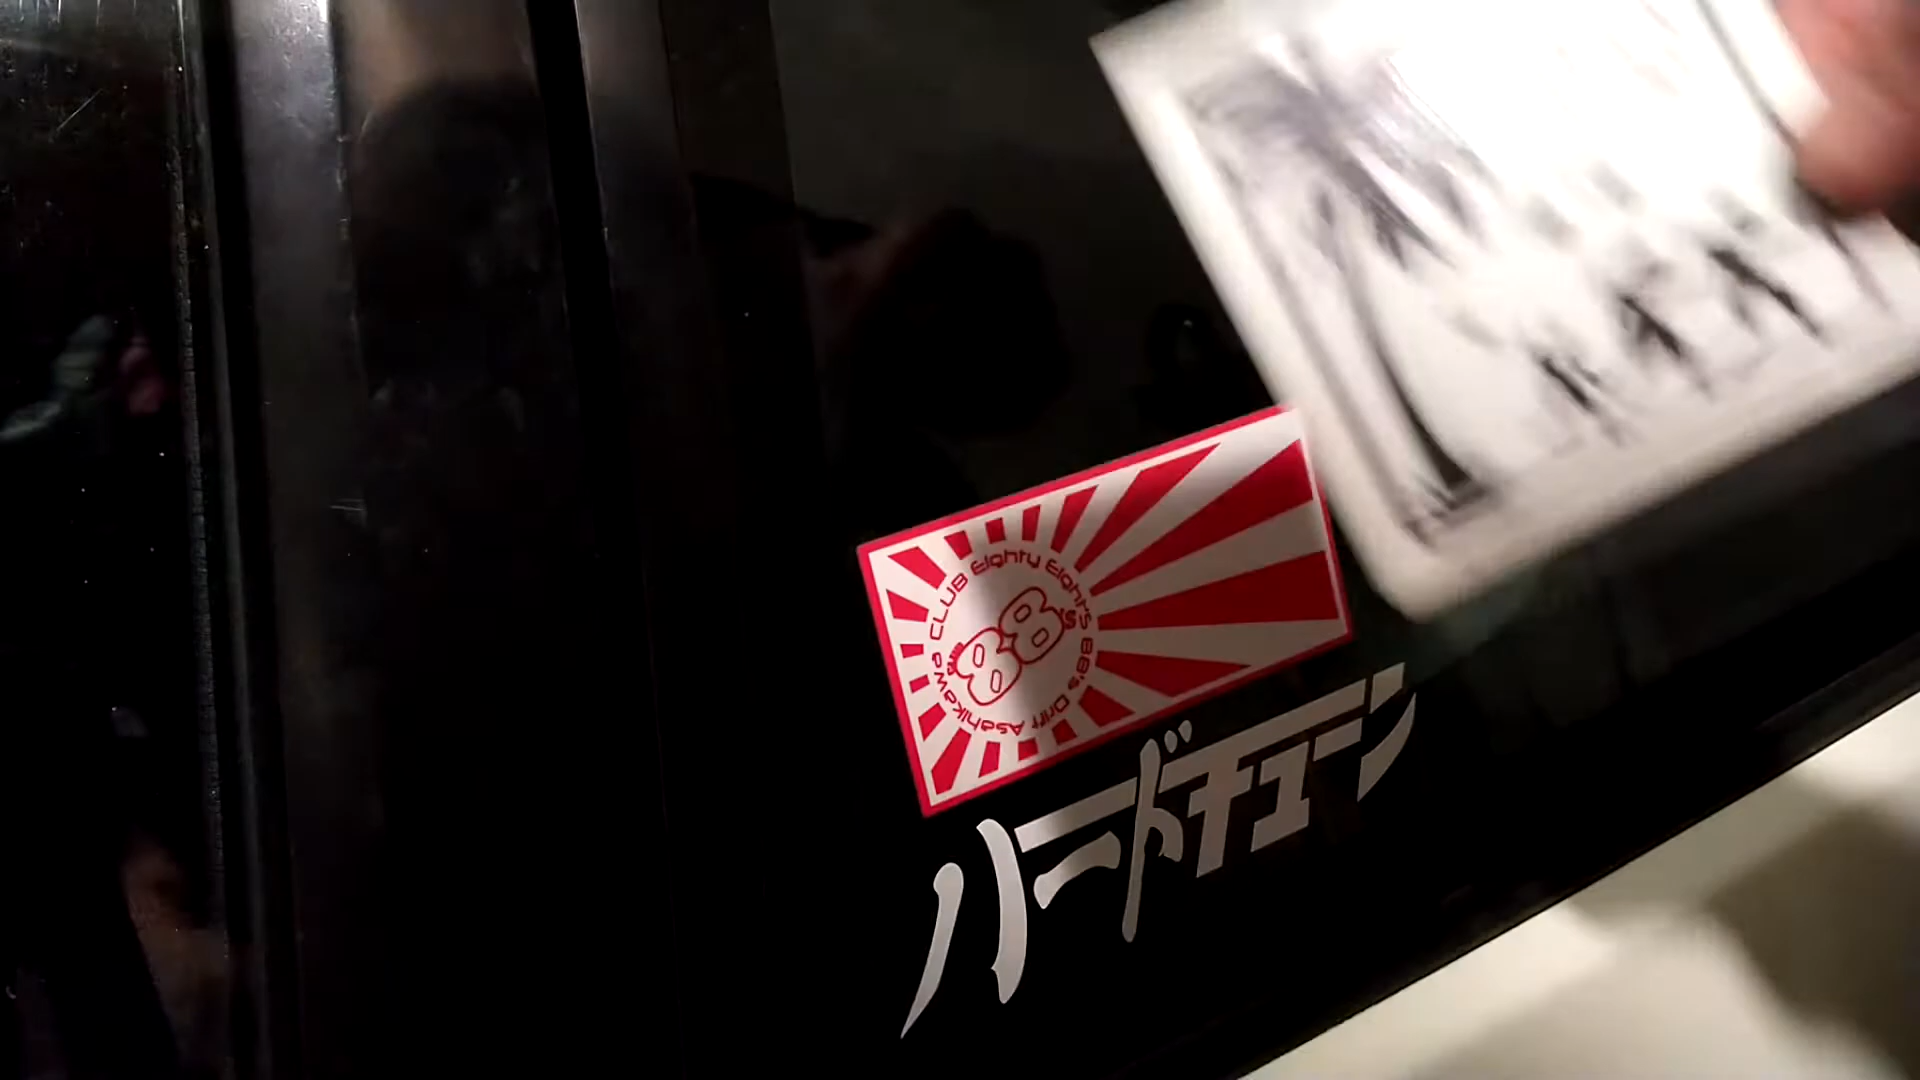 CLUB Eighty Eight's 88's Drift Asahikawa
88's
ハードチューン